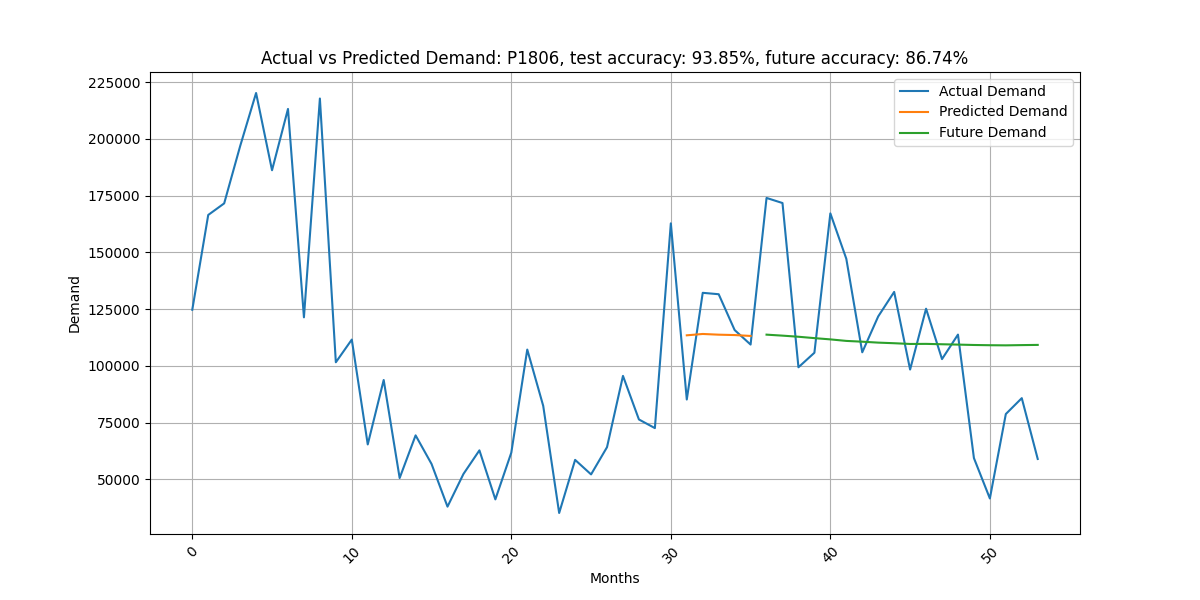 Actual vs Predicted Demand: P1806, test accuracy: 93.85%, future accuracy: 86.74%
225000
200000
175000
150000
125000
100000
75000
50000
Demand
Actual Demand
Predicted Demand
Future Demand
0
10
20
30
40
50
Months